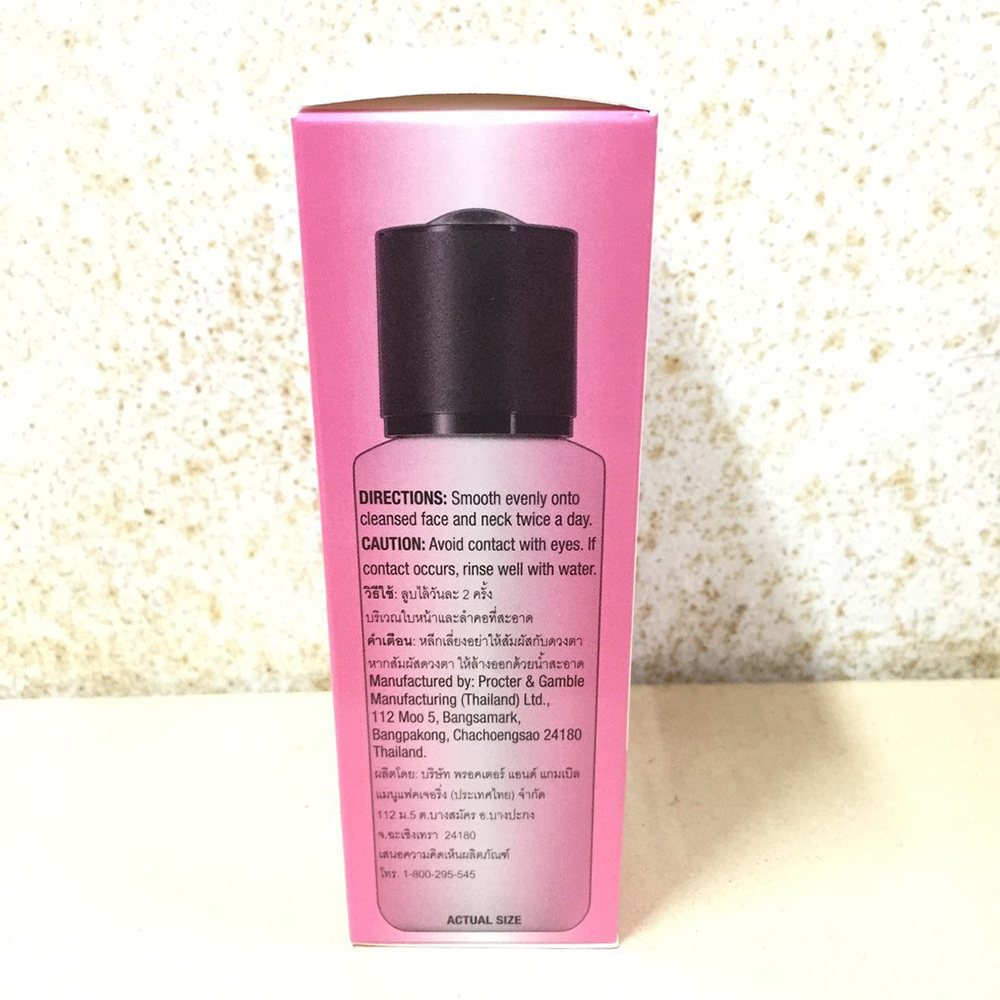 DIRECTIONS: Smooth evenly onto
cleansed face and neck twice a day.
CAUTION: Avoid contact with eyes. If
contact occurs, rinse well with water.
วิธีใช้: ลูบไล้วันละ 2 ครั้ง
บริเวณใบหน้าและลำคอที่สะอาด
คำเตือน: หลีกเลี่ยงอย่าให้สัมผัสกับดวงตา
หากสัมผัสดวงตา ให้ล้างออกด้วยน้ำสะอาด
Manufactured by: Procter & Gamble
Manufacturing (Thailand) Ltd.,
112 Moo 5, Bangsamark,
Bangpakong, Chachoengsao 24180
Thailand.
ผลิตโดย: บริษัท พรอคเตอร์ แอนด์ แกมเบิล
แมนูแฟคเจอริ่ง (ประเทศไทย) จำกัด
112 ม.5 ต.บางสมัคร อ.บางปะกง
จ.ฉะเชิงเทรา 24180
เสนอความคิดเห็นผลิตภัณฑ์
โทร. 1-800-295-545
ACTUAL SIZE